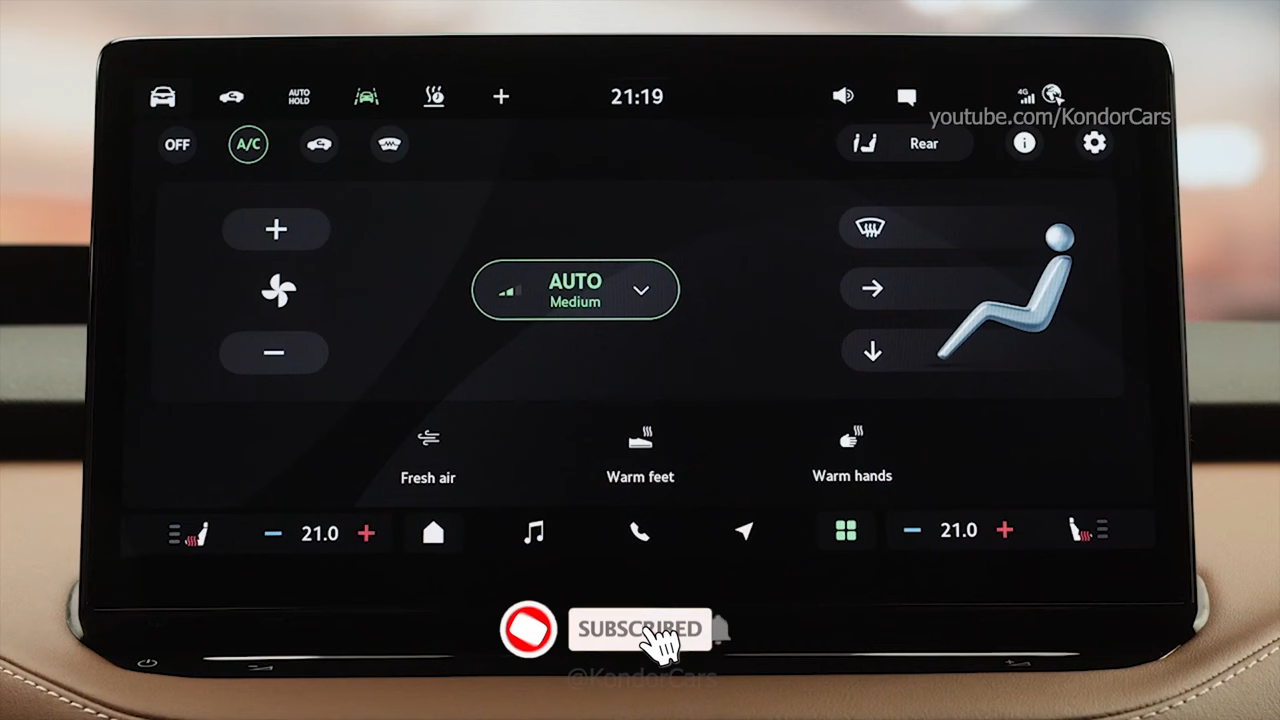 AUTO
HOLD
21:19
4G
youtube.com/KondorCars
OFF
A/C
Rear
AUTO
Medium
Fresh air
Warm feet
Warm hands
21.0
21.0
SUBSCRIBED
@KondorCars